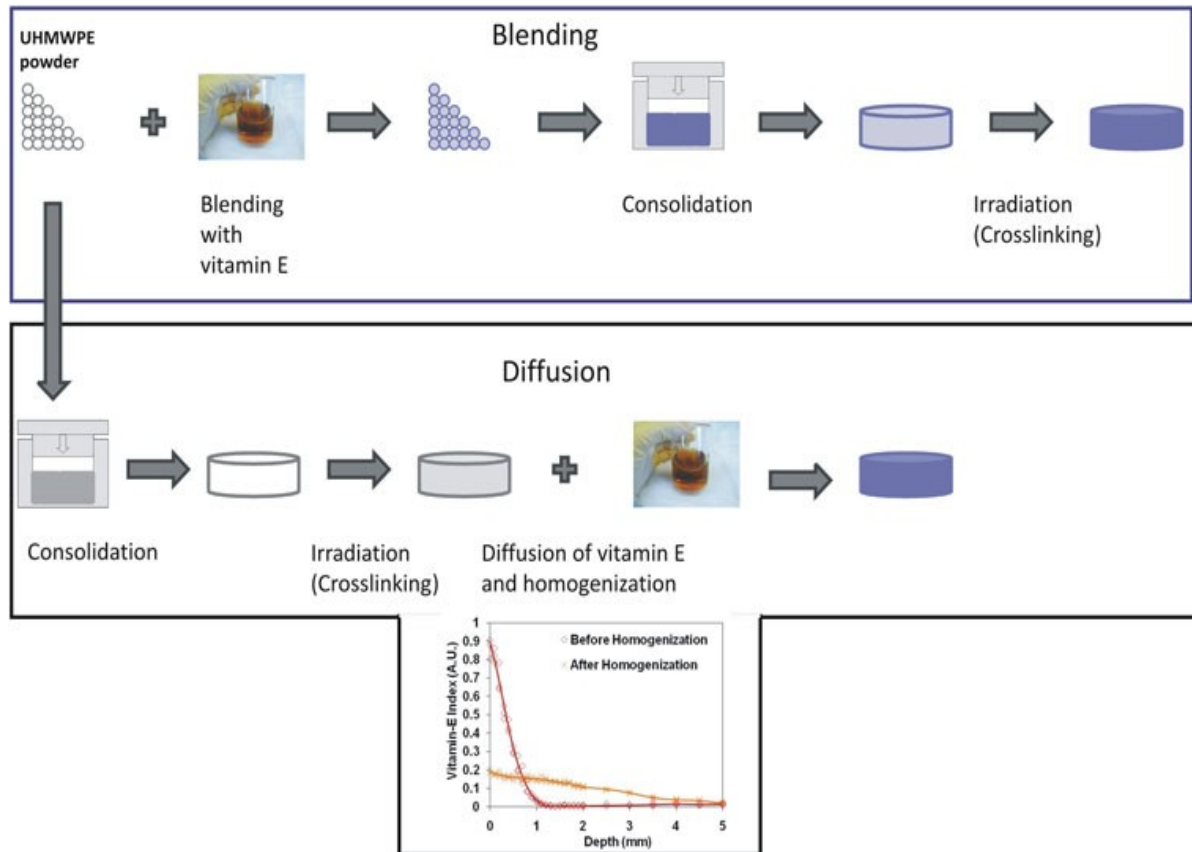 Blending
UHMWPE
powder
Blending
with
vitamin E
Consolidation
Irradiation
(Crosslinking)
Diffusion
Consolidation
Irradiation
(Crosslinking)
Diffusion of vitamin E
and homogenization
Vitamin-E Index (A.U.)
1
0.9
0.8
0.7
0.6
0.5
0.4
0.3
0.2
0.1
0
Before Homogenization
After Homogenization
0 1 2 3 4 5
Depth (mm)